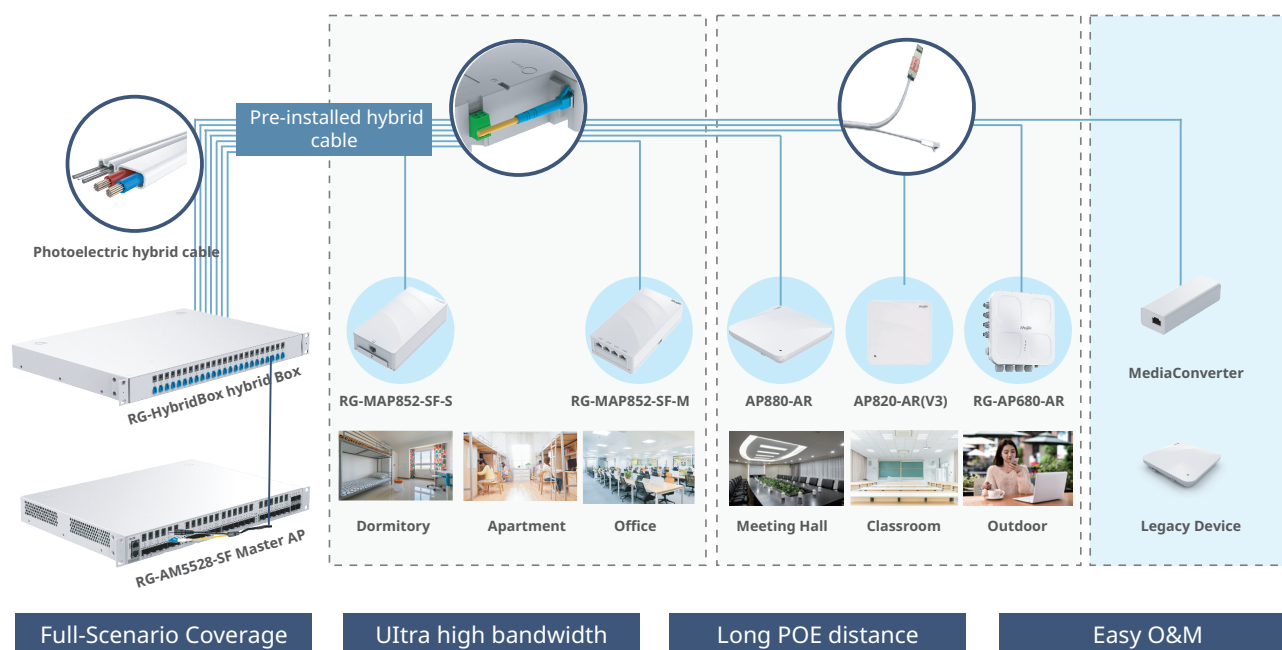 Pre-installed hybrid
cable
Photoelectric hybrid cable
RG-HybridBox hybrid Box
RG-AM5528-SF Master AP
RG-MAP852-SF-S
RG-MAP852-SF-M
AP880-AR
AP820-AR(V3)
RG-AP680-AR
MediaConverter
Dormitory
Apartment
Office
Meeting Hall
Classroom
Outdoor
Legacy Device
Full-Scenario Coverage
UItra high bandwidth
Long POE distance
Easy O&M